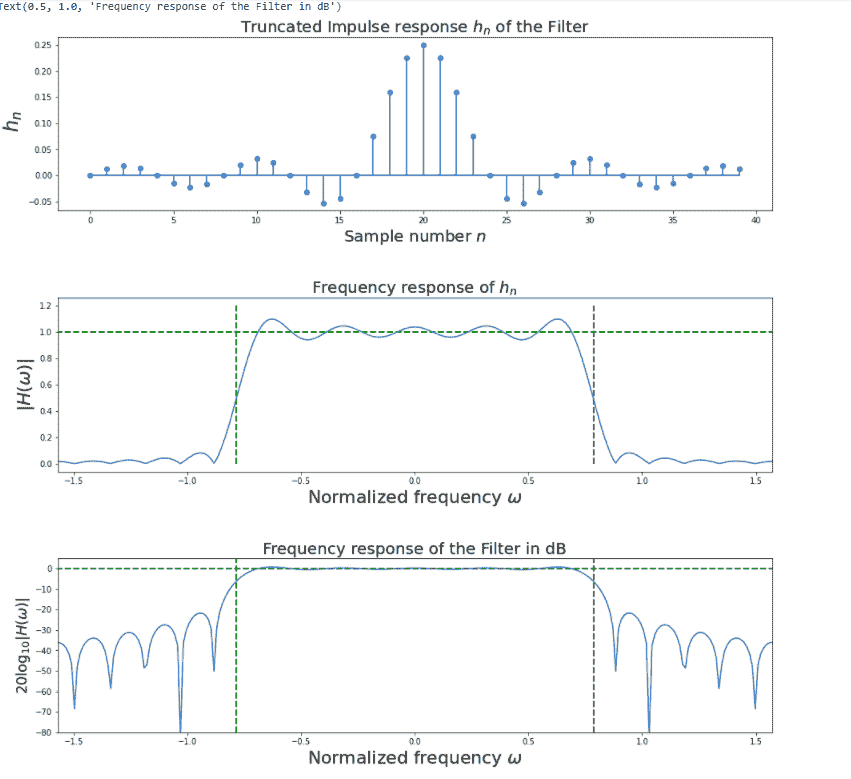 Text(0.5, 1.0, 'Frequency response of the Filter in dB')
Truncated Impulse response hₙ of the Filter
0.25
0.20
0.15
0.10
0.05
0.00
−0.05
hₙ
0 5 10 15 20 25 30 35 40
Sample number n
Frequency response of hₙ
1.2
1.0
0.8
0.6
0.4
0.2
0.0
|H(ω)|
−1.5 −1.0 −0.5 0.0 0.5 1.0 1.5
Normalized frequency ω
Frequency response of the Filter in dB
0
−10
−20
−30
−40
−50
−60
−70
−80
20log₁₀|H(ω)|
−1.5 −1.0 −0.5 0.0 0.5 1.0 1.5
Normalized frequency ω